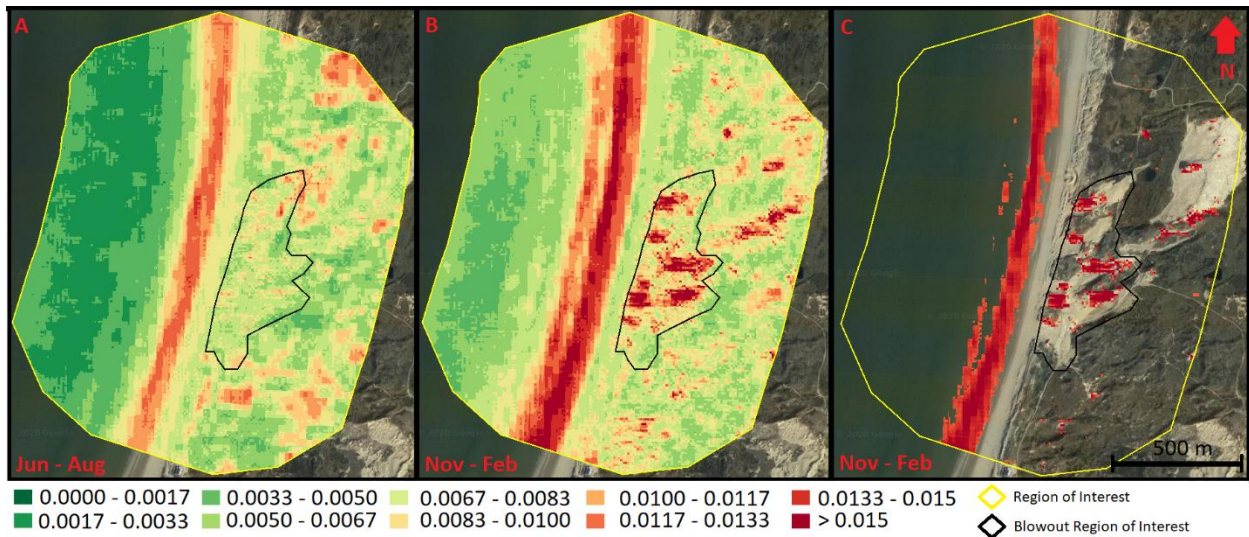 A
B
C
N
Jun - Aug
Nov - Feb
Nov - Feb
500 m
0.0000 - 0.0017
0.0033 - 0.0050
0.0067 - 0.0083
0.0100 - 0.0117
0.0133 - 0.015
Region of Interest
0.0017 - 0.0033
0.0050 - 0.0067
0.0083 - 0.0100
0.0117 - 0.0133
> 0.015
Blowout Region of Interest